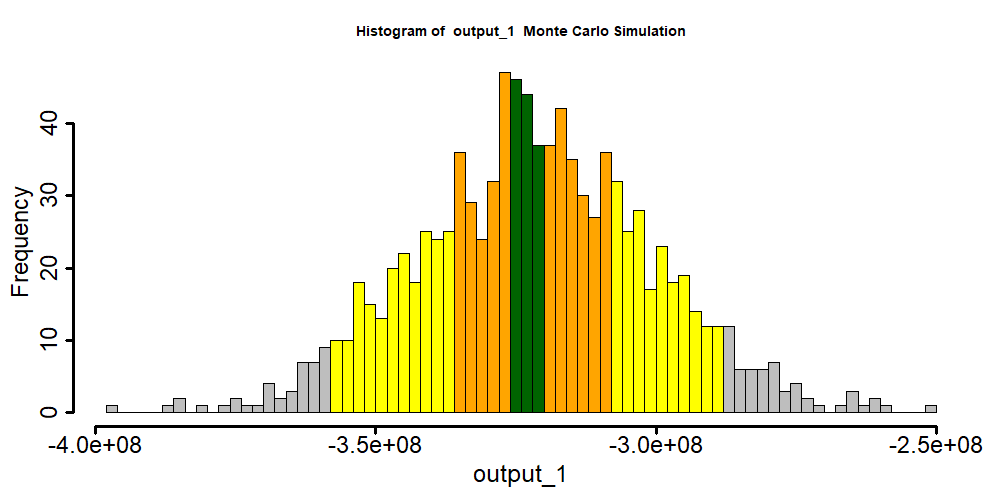 Histogram of  output_1  Monte Carlo Simulation
Frequency
40
30
20
10
0
-4.0e+08 -3.5e+08 -3.0e+08 -2.5e+08
output_1